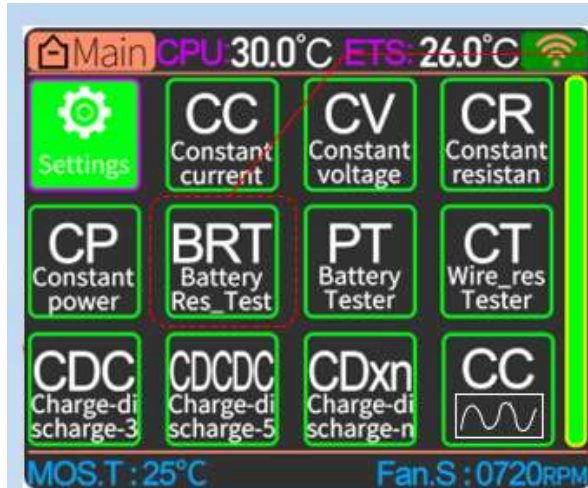 Main CPU:30.0°C ETS:26.0°C
Settings
CC
Constant
current
CV
Constant
voltage
CR
Constant
resistan
CP
Constant
power
BRT
Battery
Res_Test
PT
Battery
Tester
CT
Wire_res
Tester
CDC
Charge-di
scharge-3
CDCDC
Charge-di
scharge-5
CDxn
Charge-di
scharge-n
CC
MOS.T:25°C Fan.S:0720RPM